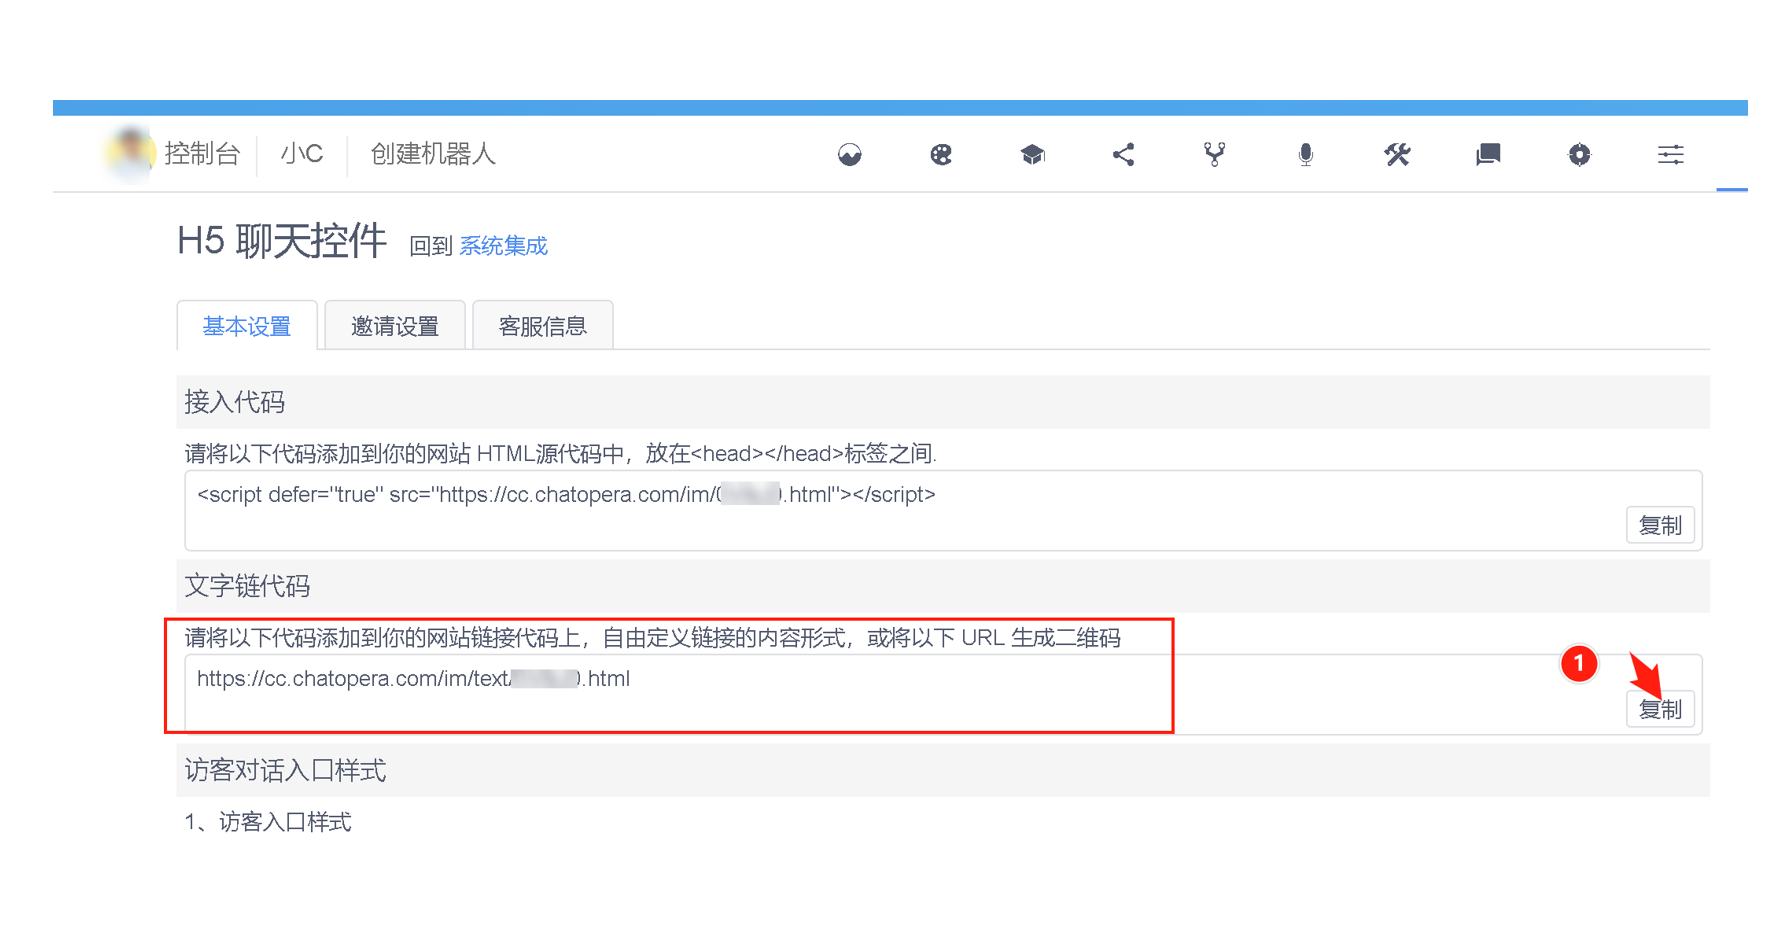 控制台 小C 创建机器人
H5 聊天控件 回到 系统集成
基本设置 邀请设置 客服信息
接入代码
请将以下代码添加到你的网站 HTML源代码中，放在<head></head>标签之间.
<script defer="true" src="https://cc.chatopera.com/im/ .html"></script>
复制
文字链代码
请将以下代码添加到你的网站链接代码上，自由定义链接的内容形式，或将以下 URL 生成二维码
https://cc.chatopera.com/im/text/ .html
1
复制
访客对话入口样式
1、访客入口样式